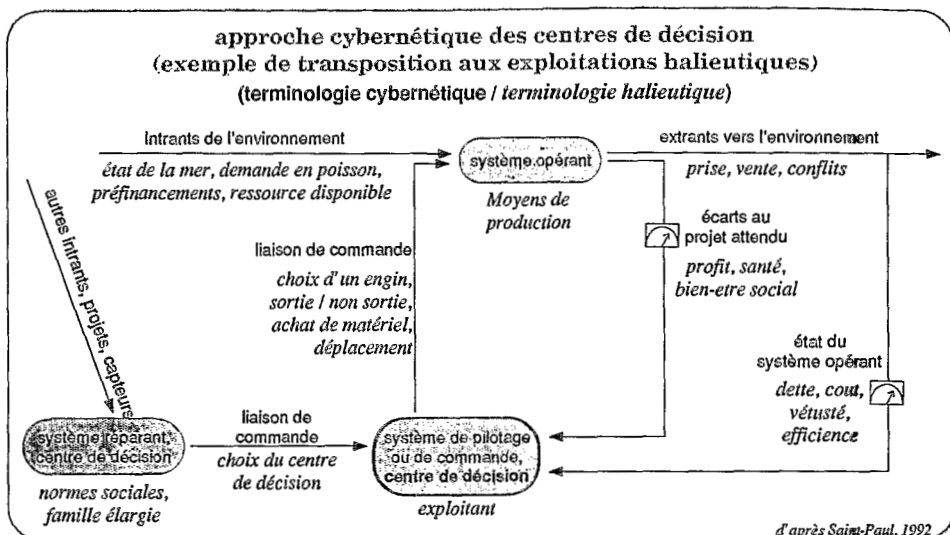 approche cybernétique des centres de décision
(exemple de transposition aux exploitations halieutiques)
(terminologie cybernétique / terminologie halieutique)
Intrants de l'environnement
état de la mer, demande en poisson,
préfinancements, ressource disponible
système opérant
Moyens de
production
extrants vers l'environnement
prise, vente, conflits
écarts au
projet attendu
profit, santé,
bien-etre social
autres intrants, projets, capteurs
liaison de commande
choix d'un engin,
sortie / non sortie,
achat de matériel,
déplacement
état du
système opérant
dette, cout,
vétusté,
efficience
système réparant,
centre de décision
normes sociales,
famille élargie
liaison de
commande
choix du centre
de décision
système de pilotage
ou de commande,
centre de décision
exploitant
d'après Saint-Paul, 1992